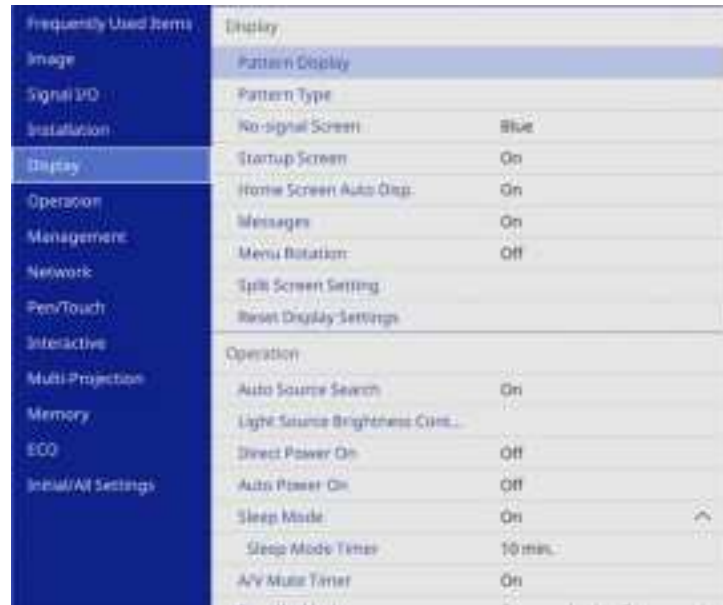 Frequently Used Items
Image
Signal I/O
Installation
Display
Operation
Management
Network
Pen/Touch
Interactive
Multi-Projection
Memory
ECO
Initial/All Settings
Display
Pattern Display
Pattern Type
No-signal Screen Blue
Startup Screen On
Home Screen Auto Disp. On
Messages On
Menu Rotation Off
Split Screen Setting
Reset Display Settings
Operation
Auto Source Search On
Light Source Brightness Cont...
Direct Power On Off
Auto Power On Off
Sleep Mode On
Sleep Mode Timer 10 min.
A/V Mute Timer On